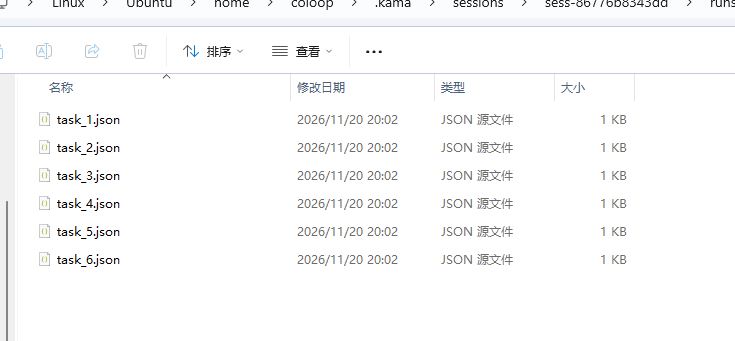 Linux > Ubuntu > home > coloop > .kama > sessions > sess-86776b8343dd > runs
排序 查看 ...
名称 修改日期 类型 大小
task_1.json 2026/11/20 20:02 JSON 源文件 1 KB
task_2.json 2026/11/20 20:02 JSON 源文件 1 KB
task_3.json 2026/11/20 20:02 JSON 源文件 1 KB
task_4.json 2026/11/20 20:02 JSON 源文件 1 KB
task_5.json 2026/11/20 20:02 JSON 源文件 1 KB
task_6.json 2026/11/20 20:02 JSON 源文件 1 KB